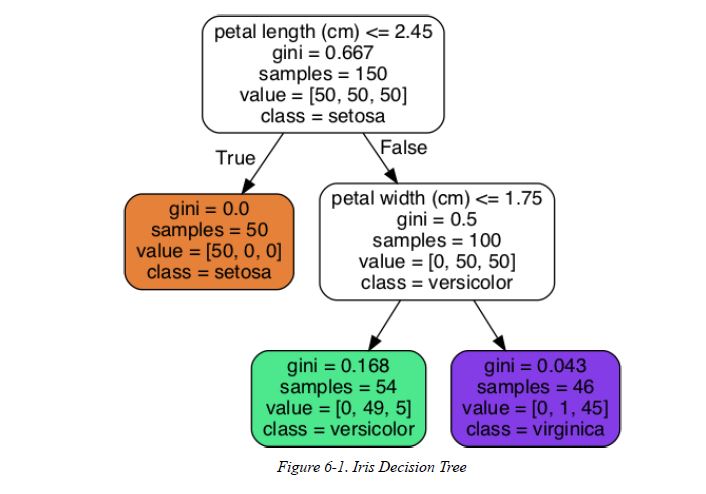 petal length (cm) <= 2.45
gini = 0.667
samples = 150
value = [50, 50, 50]
class = setosa
True
False
gini = 0.0
samples = 50
value = [50, 0, 0]
class = setosa
petal width (cm) <= 1.75
gini = 0.5
samples = 100
value = [0, 50, 50]
class = versicolor
gini = 0.168
samples = 54
value = [0, 49, 5]
class = versicolor
gini = 0.043
samples = 46
value = [0, 1, 45]
class = virginica
Figure 6-1. Iris Decision Tree